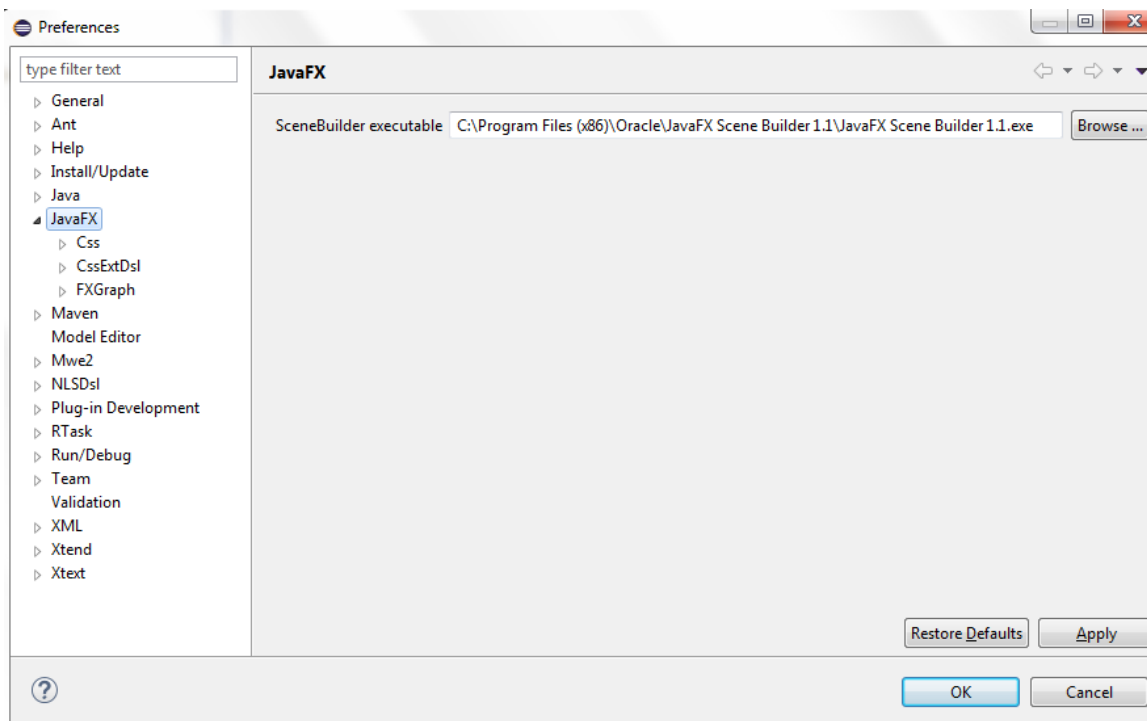 Preferences
type filter text
General
Ant
Help
Install/Update
Java
JavaFX
Css
CssExtDsl
FXGraph
Maven
Model Editor
Mwe2
NLSDsl
Plug-in Development
RTask
Run/Debug
Team
Validation
XML
Xtend
Xtext
JavaFX
SceneBuilder executable C:\Program Files (x86)\Oracle\JavaFX Scene Builder 1.1\JavaFX Scene Builder 1.1.exe Browse ...
Restore Defaults Apply
OK Cancel